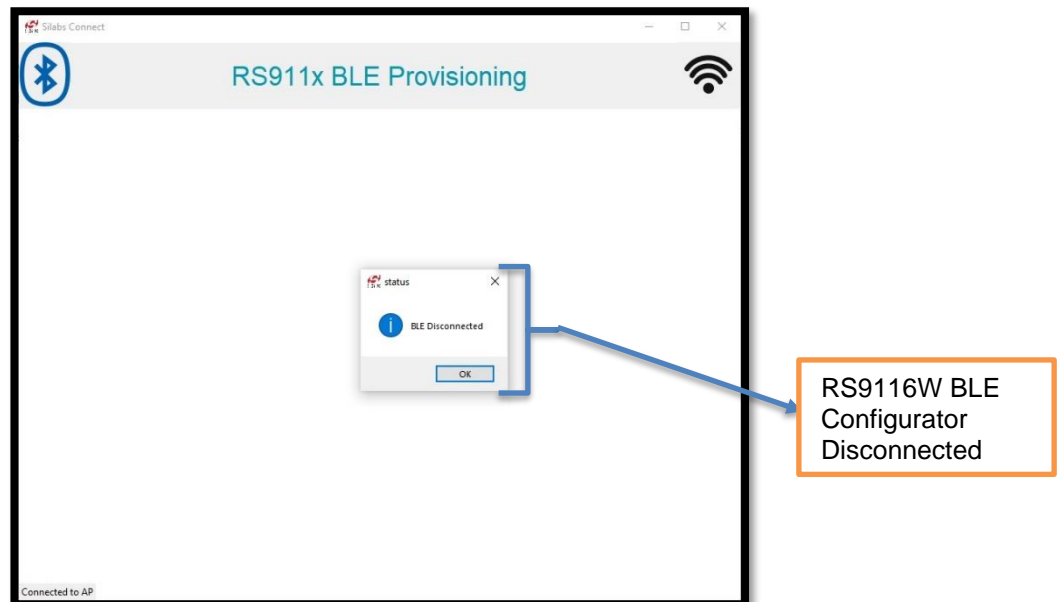 Silabs Connect
RS911x BLE Provisioning
status
BLE Disconnected
OK
RS9116W BLE
Configurator
Disconnected
Connected to AP